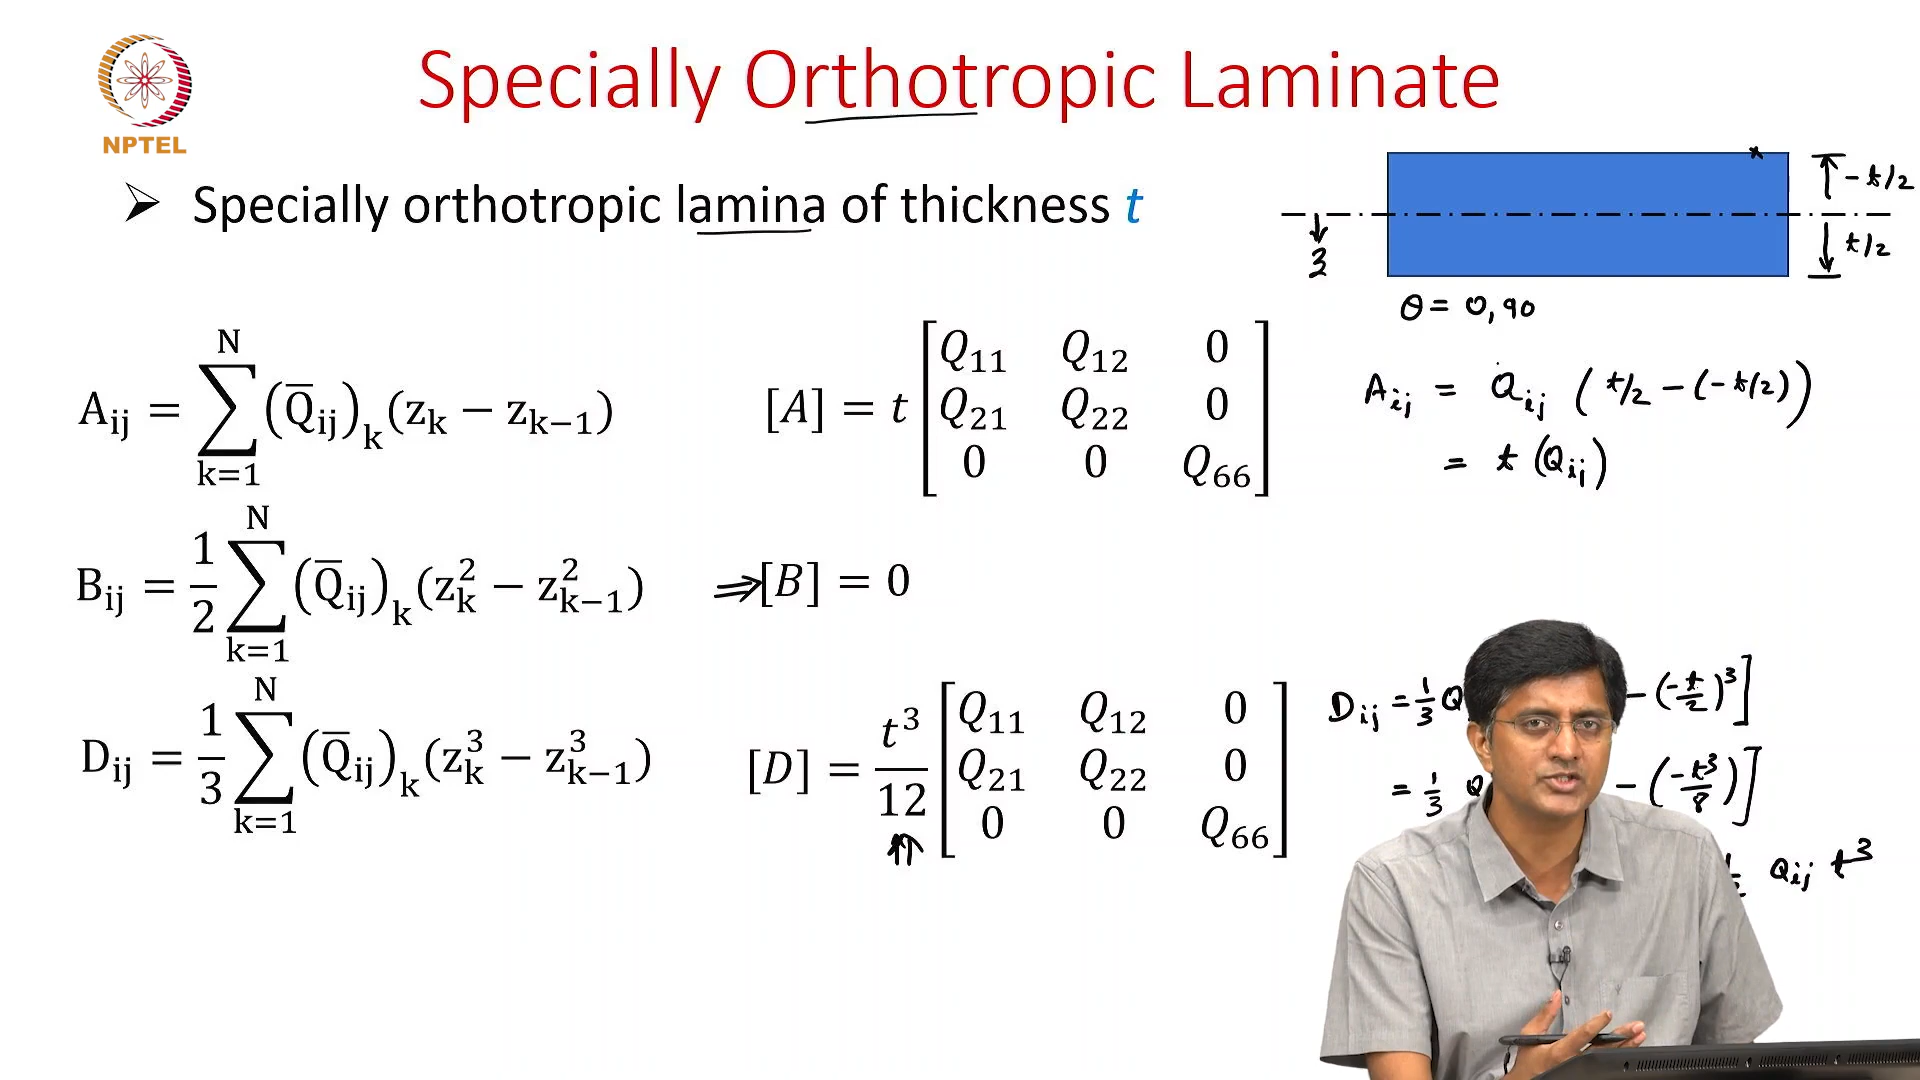 Specially Orthotropic Laminate
NPTEL
➢ Specially orthotropic lamina of thickness t
-t/2
t/2
3
θ = 0, 90
A_ij = ∑_{k=1}^{N} (Q̅_ij)_k (z_k − z_{k−1})
[A] = t [Q11 Q12 0
Q21 Q22 0
0 0 Q66]
A_ij = Q_ij (t/2 − (−t/2))
= t (Q_ij)
B_ij = 1/2 ∑_{k=1}^{N} (Q̅_ij)_k (z_k^2 − z_{k−1}^2)
⇒ [B] = 0
D_ij = 1/3 ∑_{k=1}^{N} (Q̅_ij)_k (z_k^3 − z_{k−1}^3)
[D] = t^3/12 [Q11 Q12 0
Q21 Q22 0
0 0 Q66]
D_ij = 1/3 Q − (−t/2)^3]
= 1/3 Q − (−t^3/8)]
Q_ij t^3